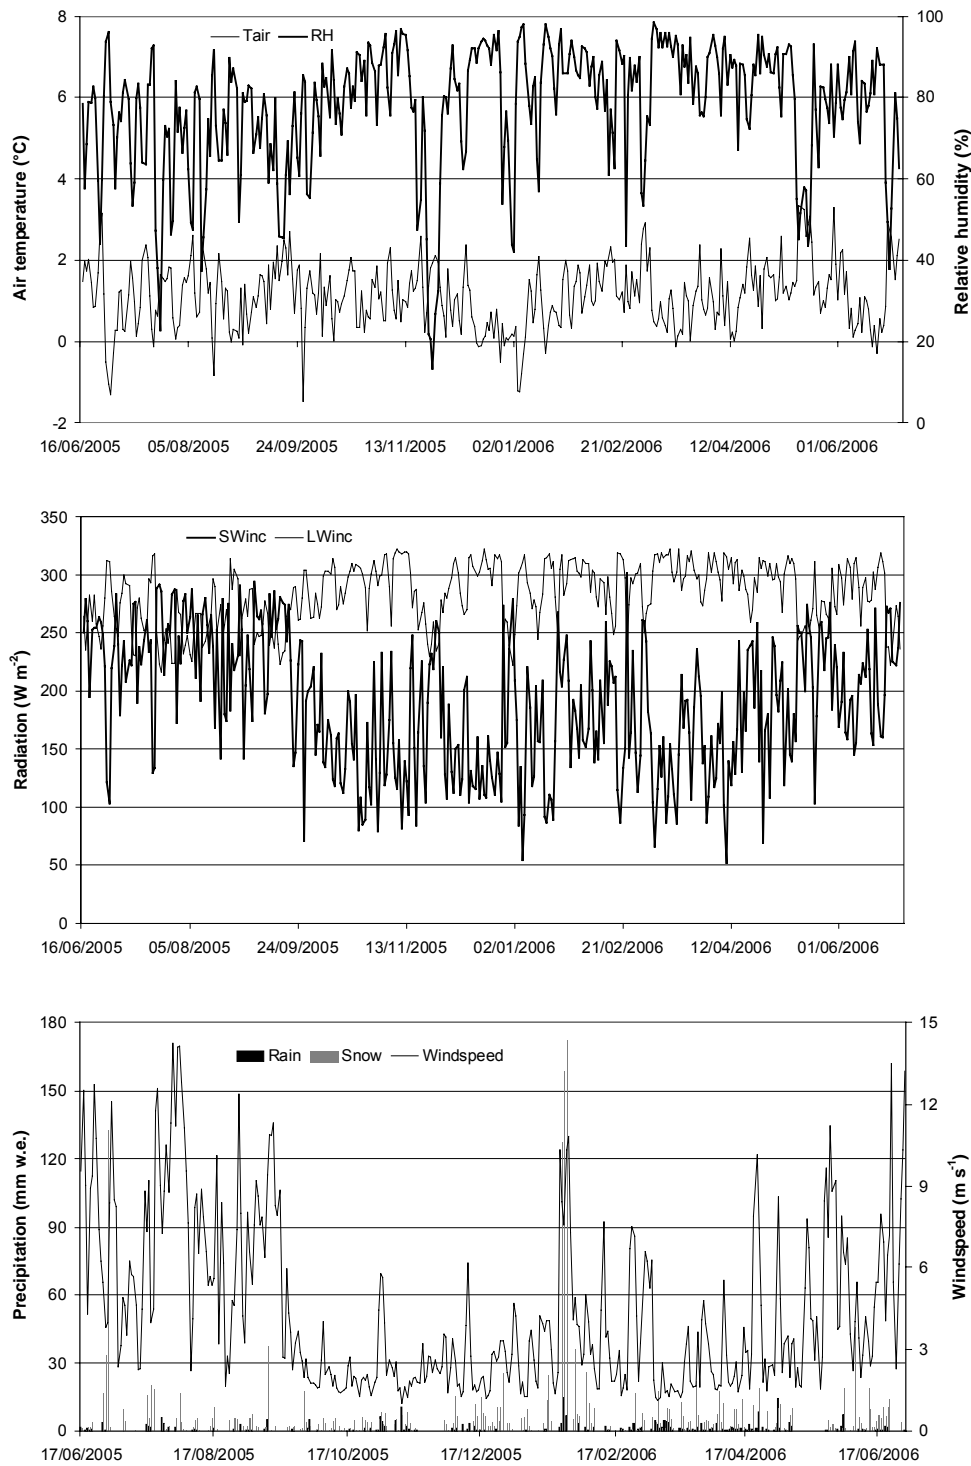 8
6
4
2
0
-2
Air temperature (°C)
Tair
RH
100
80
60
40
20
0
Relative humidity (%)
16/06/2005 05/08/2005 24/09/2005 13/11/2005 02/01/2006 21/02/2006 12/04/2006 01/06/2006
350
300
250
200
150
100
50
0
Radiation (W m⁻²)
SWinc
LWinc
16/06/2005 05/08/2005 24/09/2005 13/11/2005 02/01/2006 21/02/2006 12/04/2006 01/06/2006
180
150
120
90
60
30
0
Precipitation (mm w.e.)
Rain
Snow
Windspeed
15
12
9
6
3
0
Windspeed (m s⁻¹)
17/06/2005 17/08/2005 17/10/2005 17/12/2005 17/02/2006 17/04/2006 17/06/2006